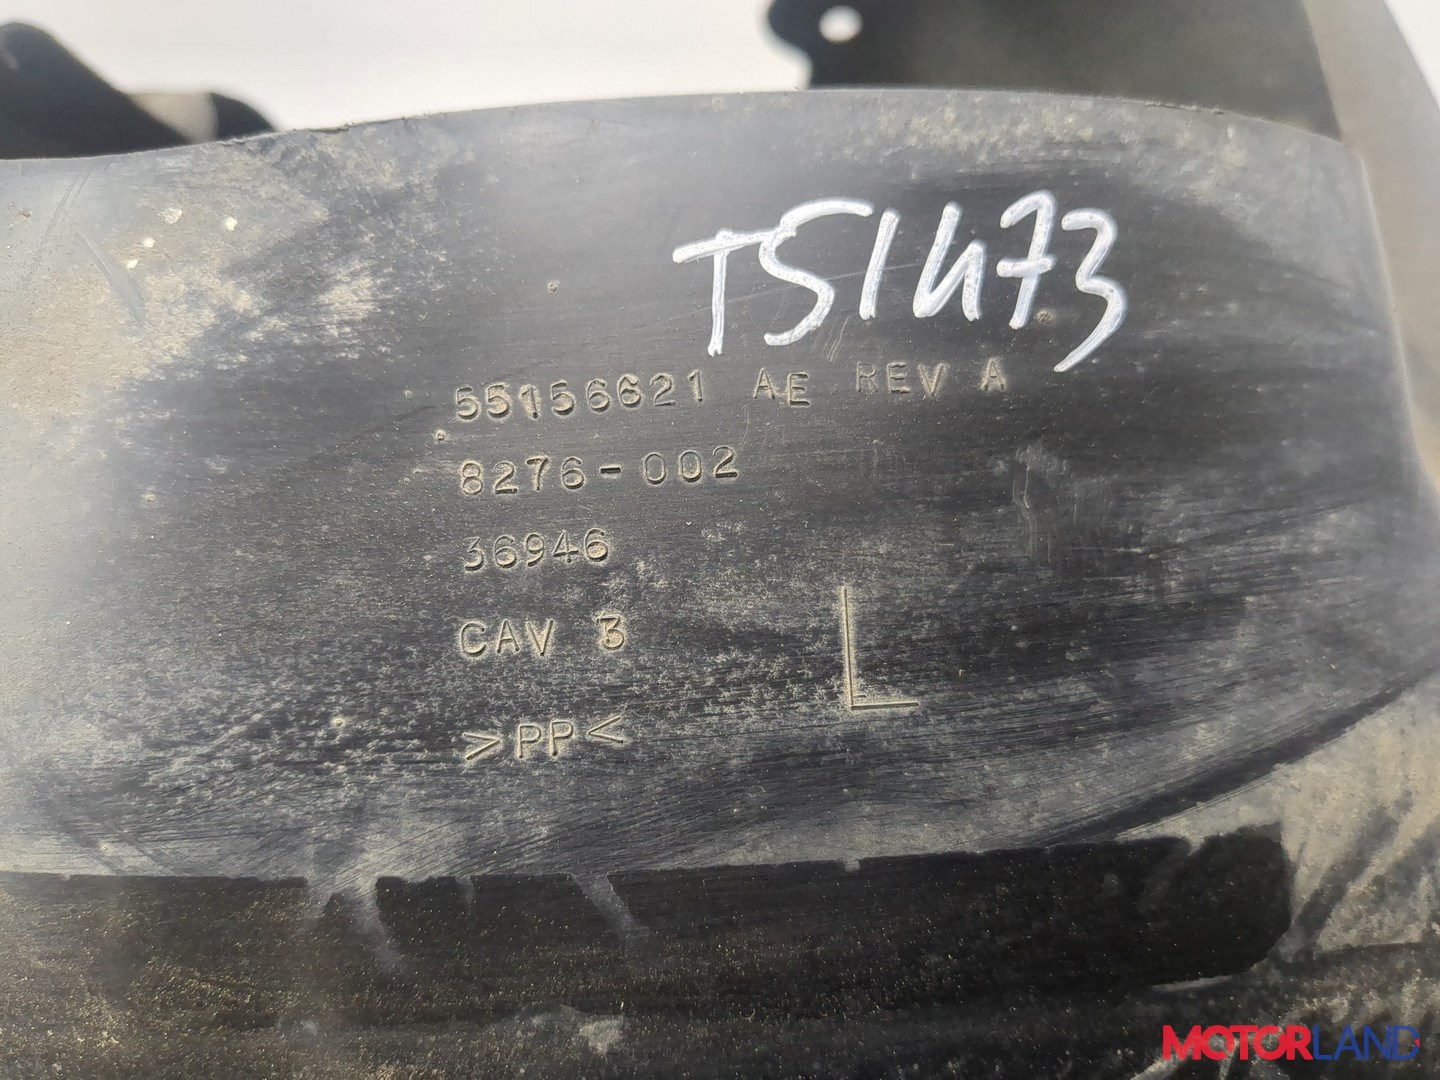 TS1473
55156621 AE REV A
8276-002
36946
CAV 3
L
>PP<
MOTORLAND